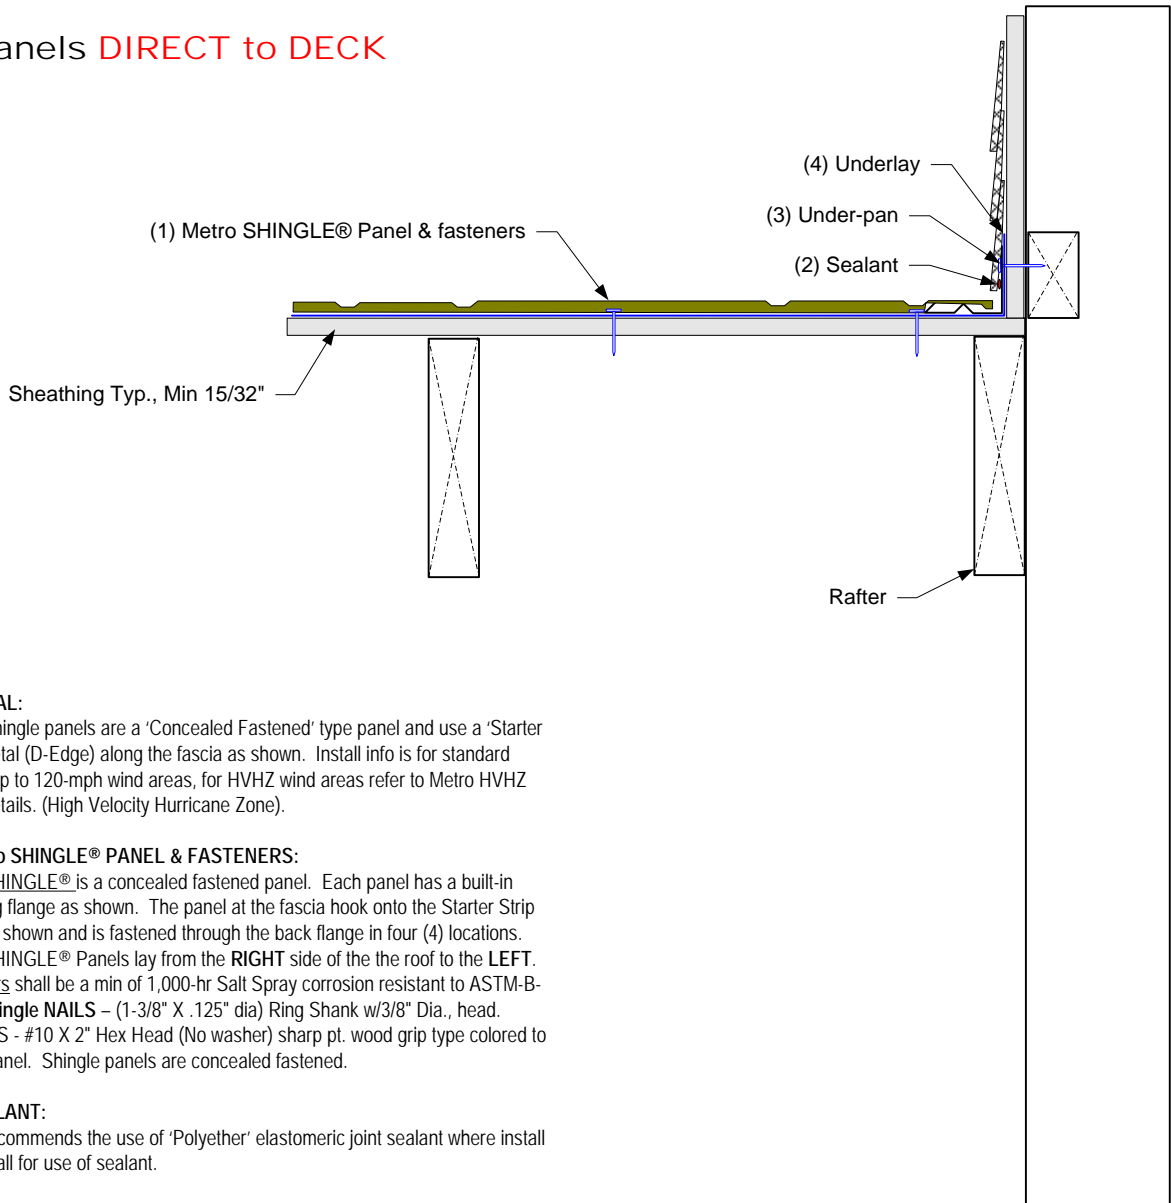 anels DIRECT to DECK
(4) Underlay
(3) Under-pan
(1) Metro SHINGLE® Panel & fasteners
(2) Sealant
Sheathing Typ., Min 15/32"
Rafter
AL:
ingle panels are a 'Concealed Fastened' type panel and use a 'Starter
tal (D-Edge) along the fascia as shown.  Install info is for standard
p to 120-mph wind areas, for HVHZ wind areas refer to Metro HVHZ
tails. (High Velocity Hurricane Zone).
o SHINGLE® PANEL & FASTENERS:
HINGLE® is a concealed fastened panel.  Each panel has a built-in
g flange as shown.  The panel at the fascia hook onto the Starter Strip
shown and is fastened through the back flange in four (4) locations.
HINGLE® Panels lay from the RIGHT side of the the roof to the LEFT.
rs shall be a min of 1,000-hr Salt Spray corrosion resistant to ASTM-B-
ingle NAILS – (1-3/8" X .125" dia) Ring Shank w/3/8" Dia., head.
S - #10 X 2" Hex Head (No washer) sharp pt. wood grip type colored to
anel.  Shingle panels are concealed fastened.
LANT:
commends the use of 'Polyether' elastomeric joint sealant where install
all for use of sealant.